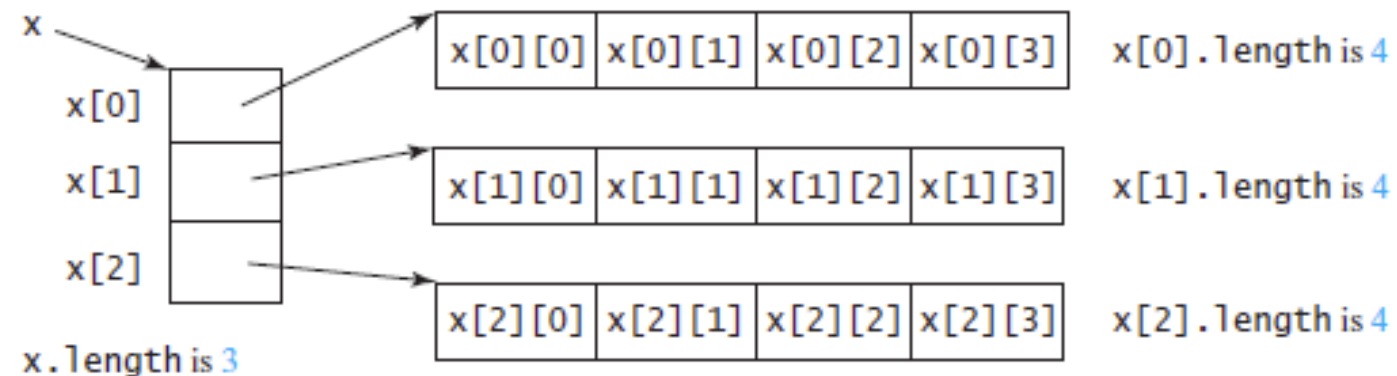 x
x[0][0] x[0][1] x[0][2] x[0][3] x[0].length is 4
x[0]
x[1]
x[1][0] x[1][1] x[1][2] x[1][3] x[1].length is 4
x[2]
x[2][0] x[2][1] x[2][2] x[2][3] x[2].length is 4
x.length is 3